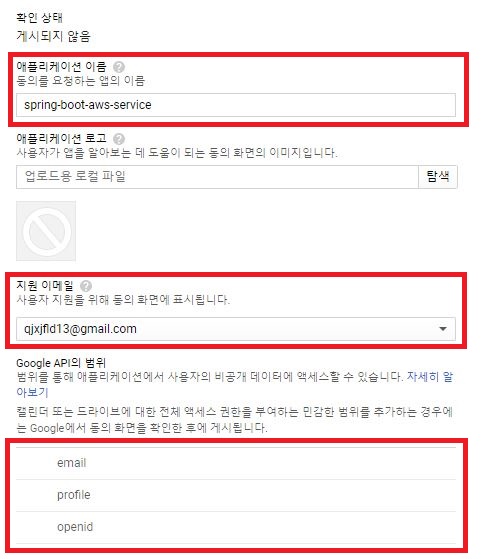 확인 상태
게시되지 않음
애플리케이션 이름 ?
동의를 요청하는 앱의 이름
spring-boot-aws-service
애플리케이션 로고 ?
사용자가 앱을 알아보는 데 도움이 되는 동의 화면의 이미지입니다.
업로드용 로컬 파일 탐색
지원 이메일 ?
사용자 지원을 위해 동의 화면에 표시됩니다.
qjxjfld13@gmail.com
Google API의 범위
범위를 통해 애플리케이션에서 사용자의 비공개 데이터에 액세스할 수 있습니다. 자세히 알
아보기
캘린더 또는 드라이브에 대한 전체 액세스 권한을 부여하는 민감한 범위를 추가하는 경우에
는 Google에서 동의 화면을 확인한 후에 게시됩니다.
email
profile
openid